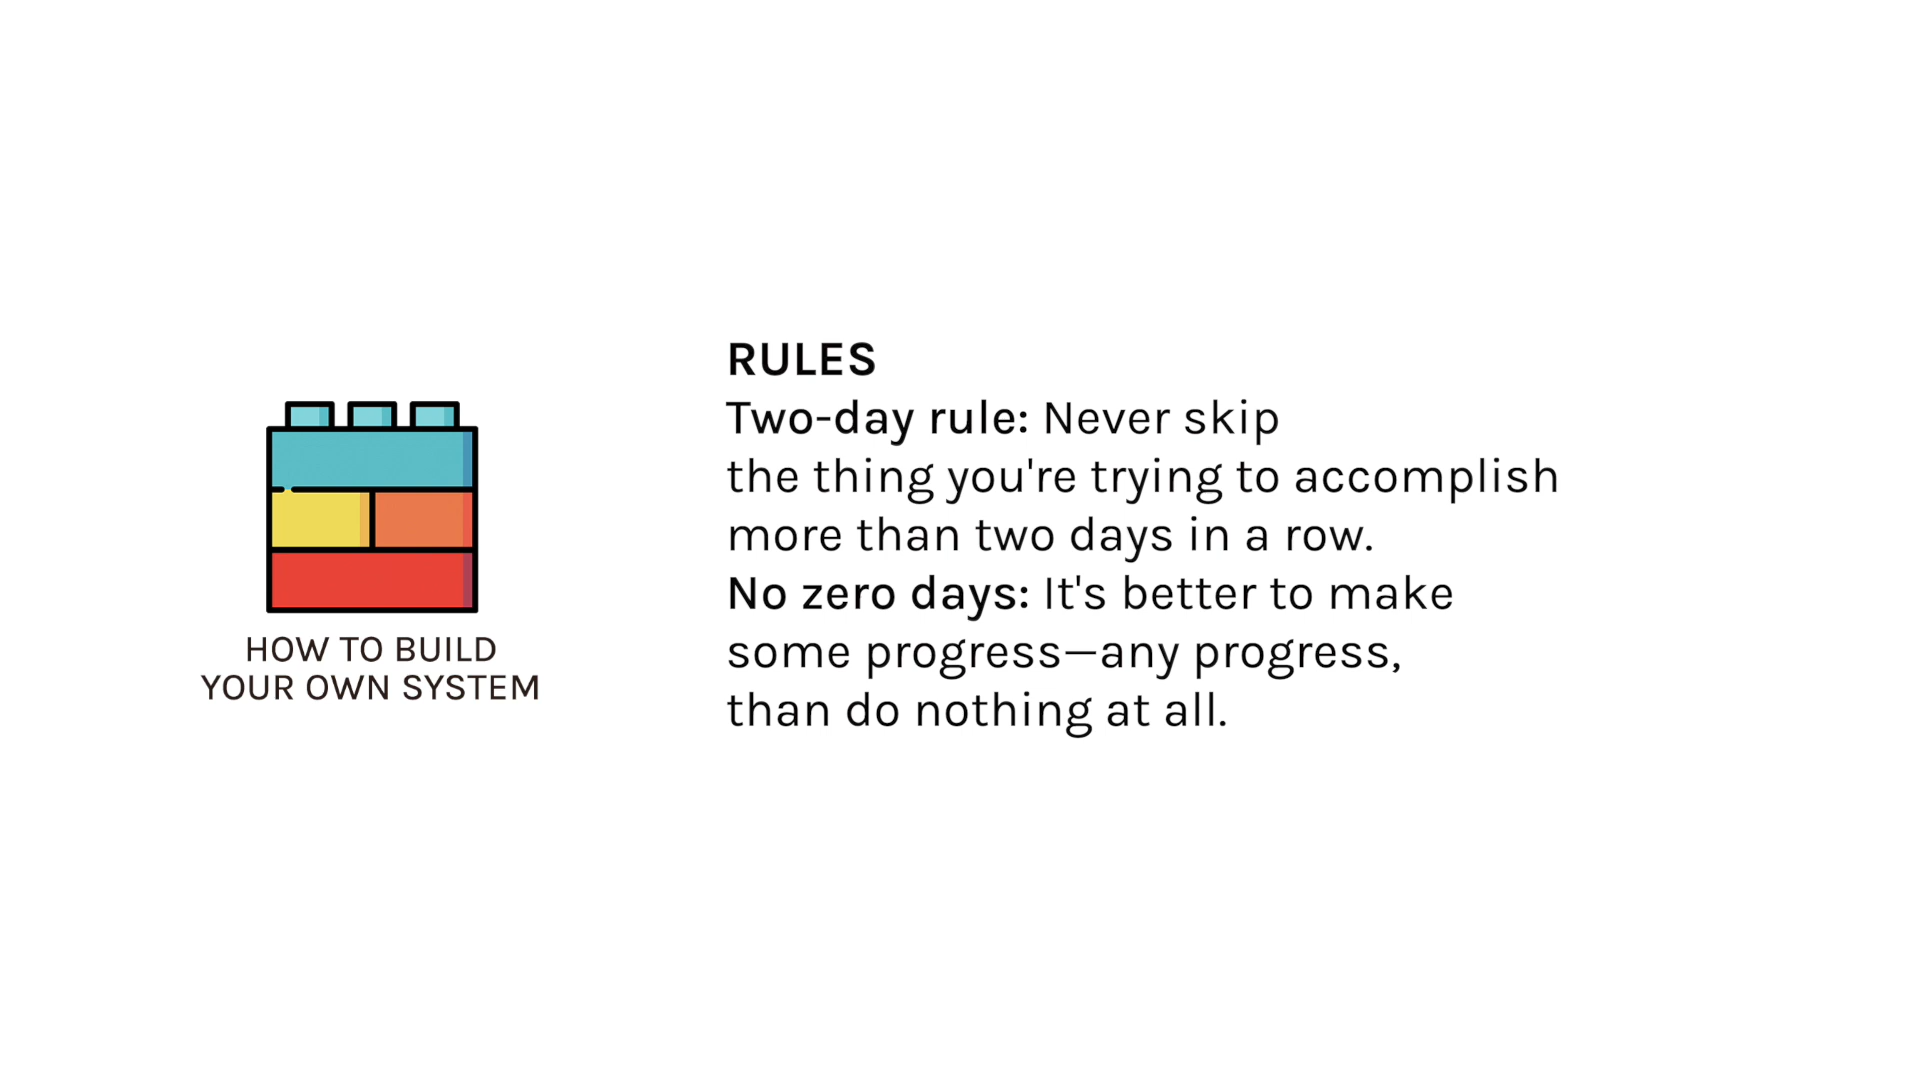 HOW TO BUILD
YOUR OWN SYSTEM
RULES
Two-day rule: Never skip
the thing you're trying to accomplish
more than two days in a row.
No zero days: It's better to make
some progress—any progress,
than do nothing at all.